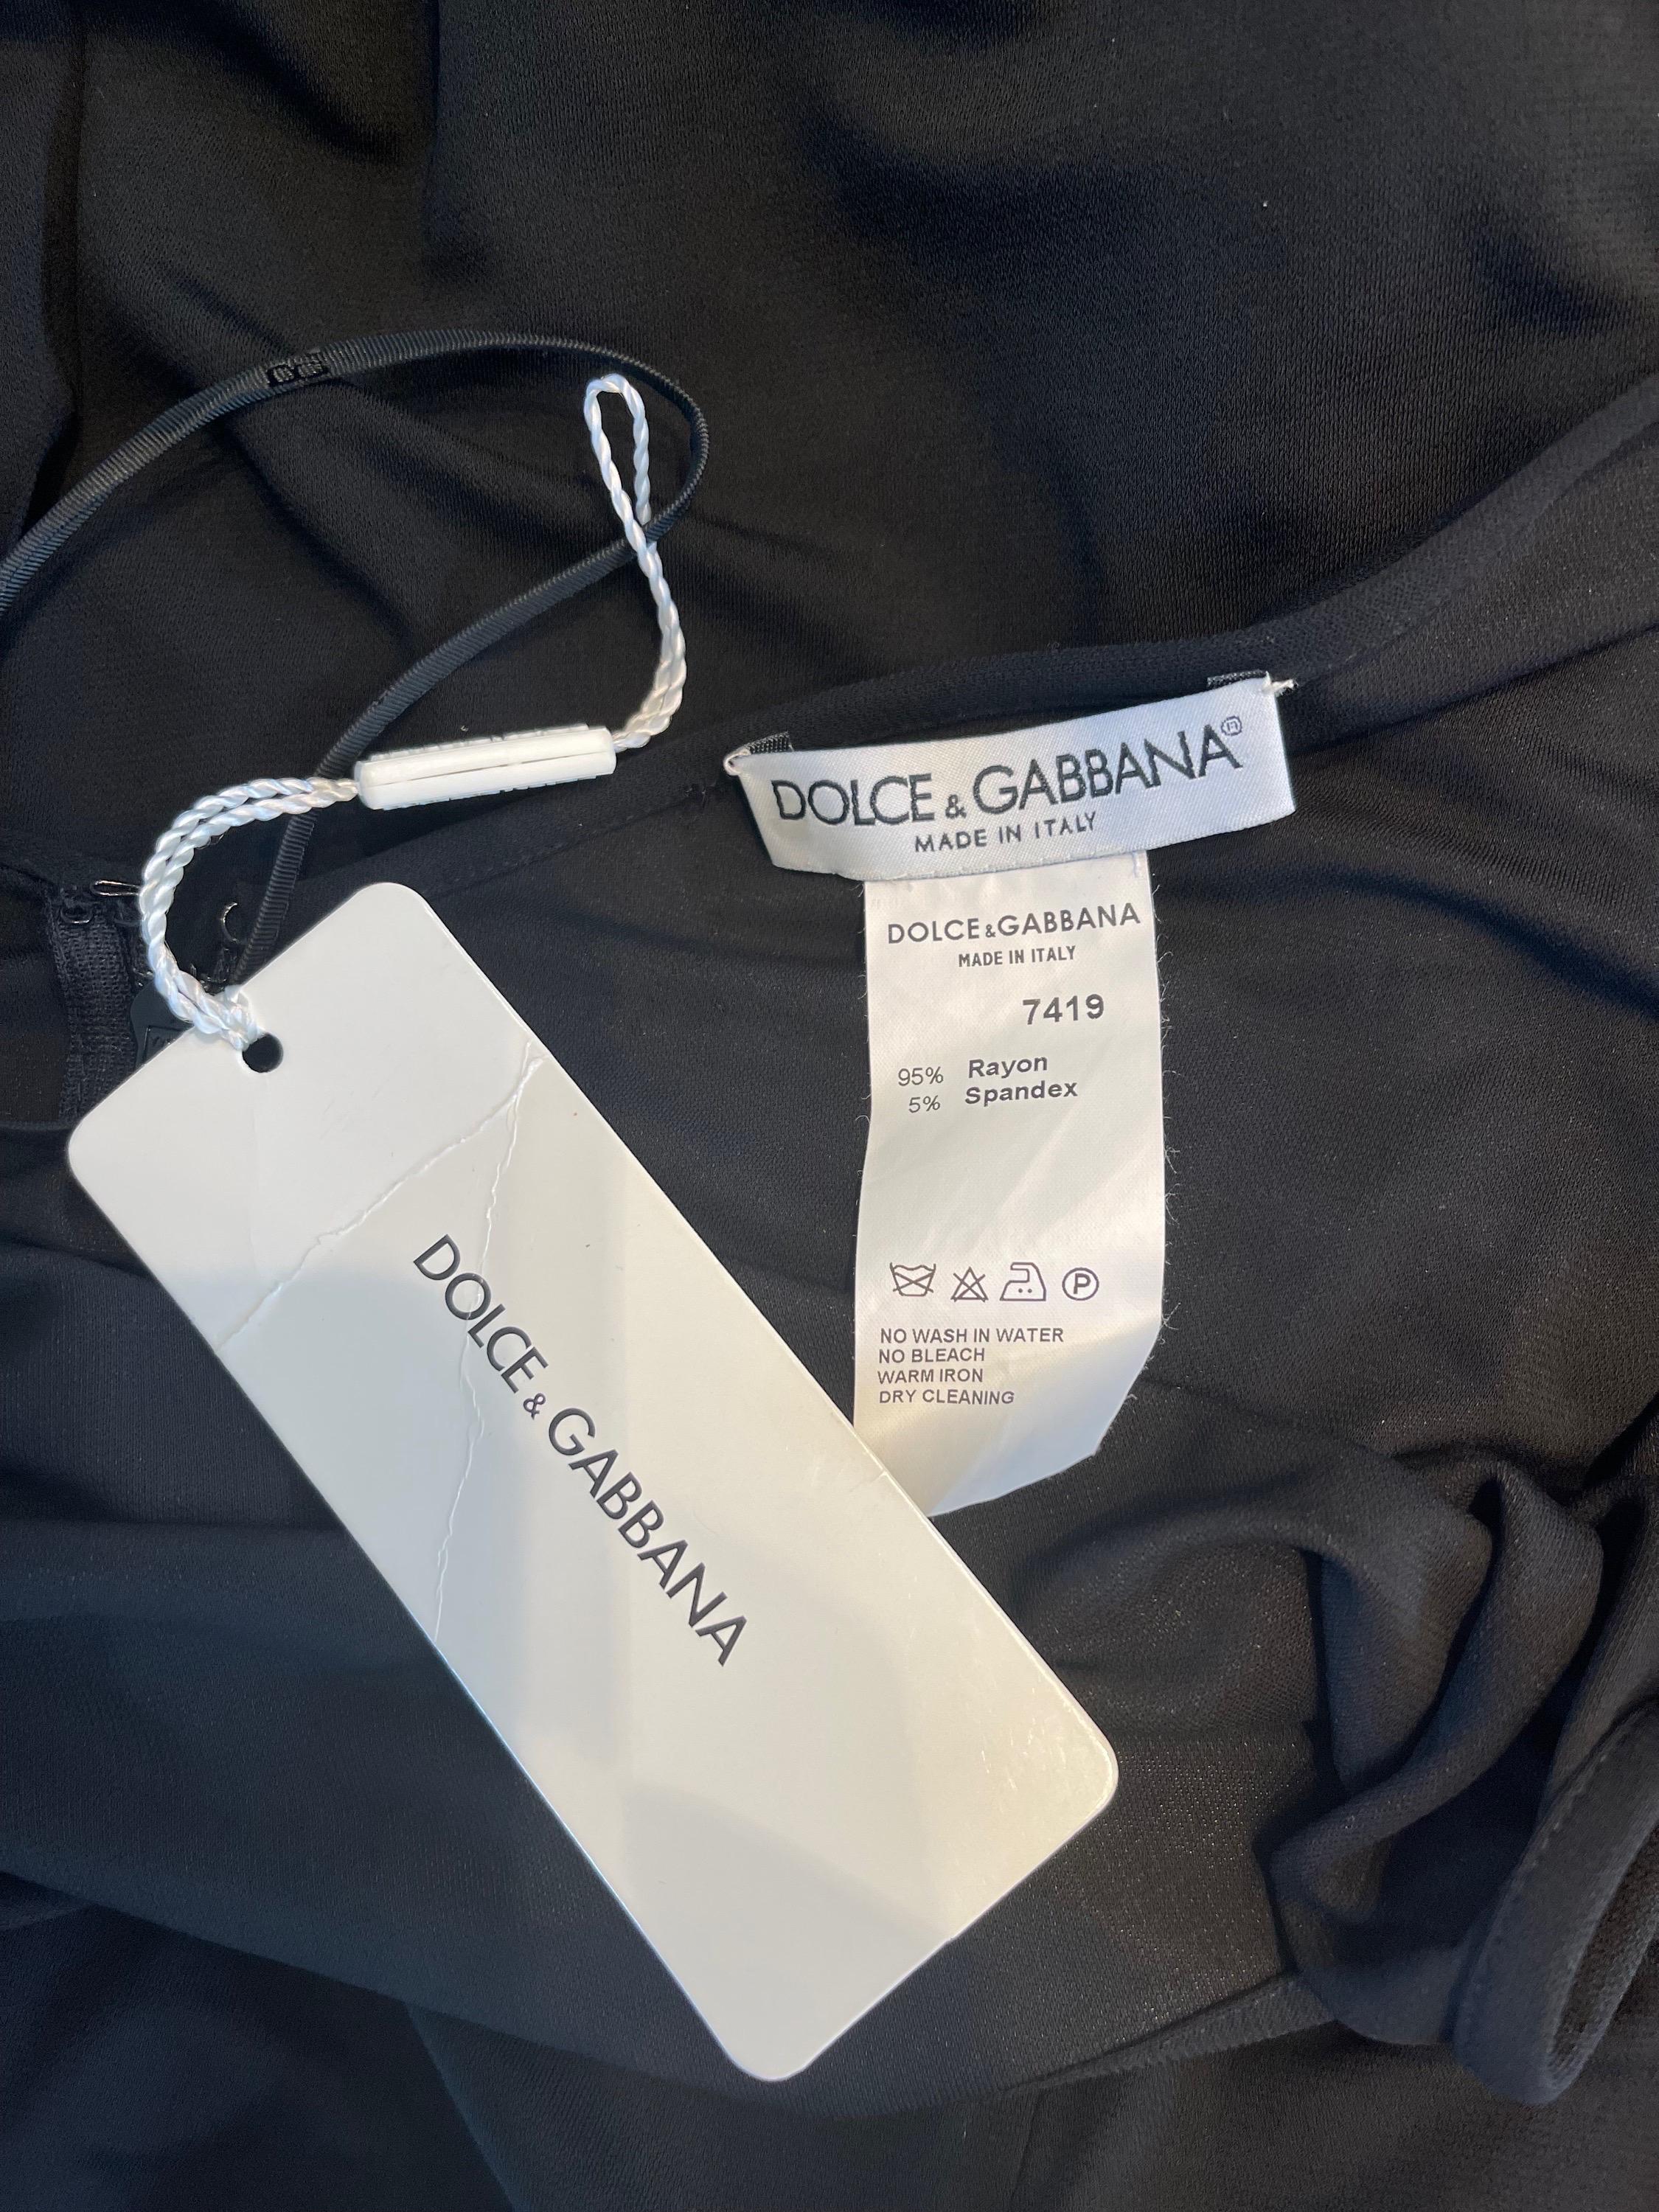 DOLCE & GABBANA®
MADE IN ITALY
DOLCE & GABBANA
MADE IN ITALY
7419
95% Rayon
5% Spandex
P
NO WASH IN WATER
NO BLEACH
WARM IRON
DRY CLEANING
DOLCE & GABBANA